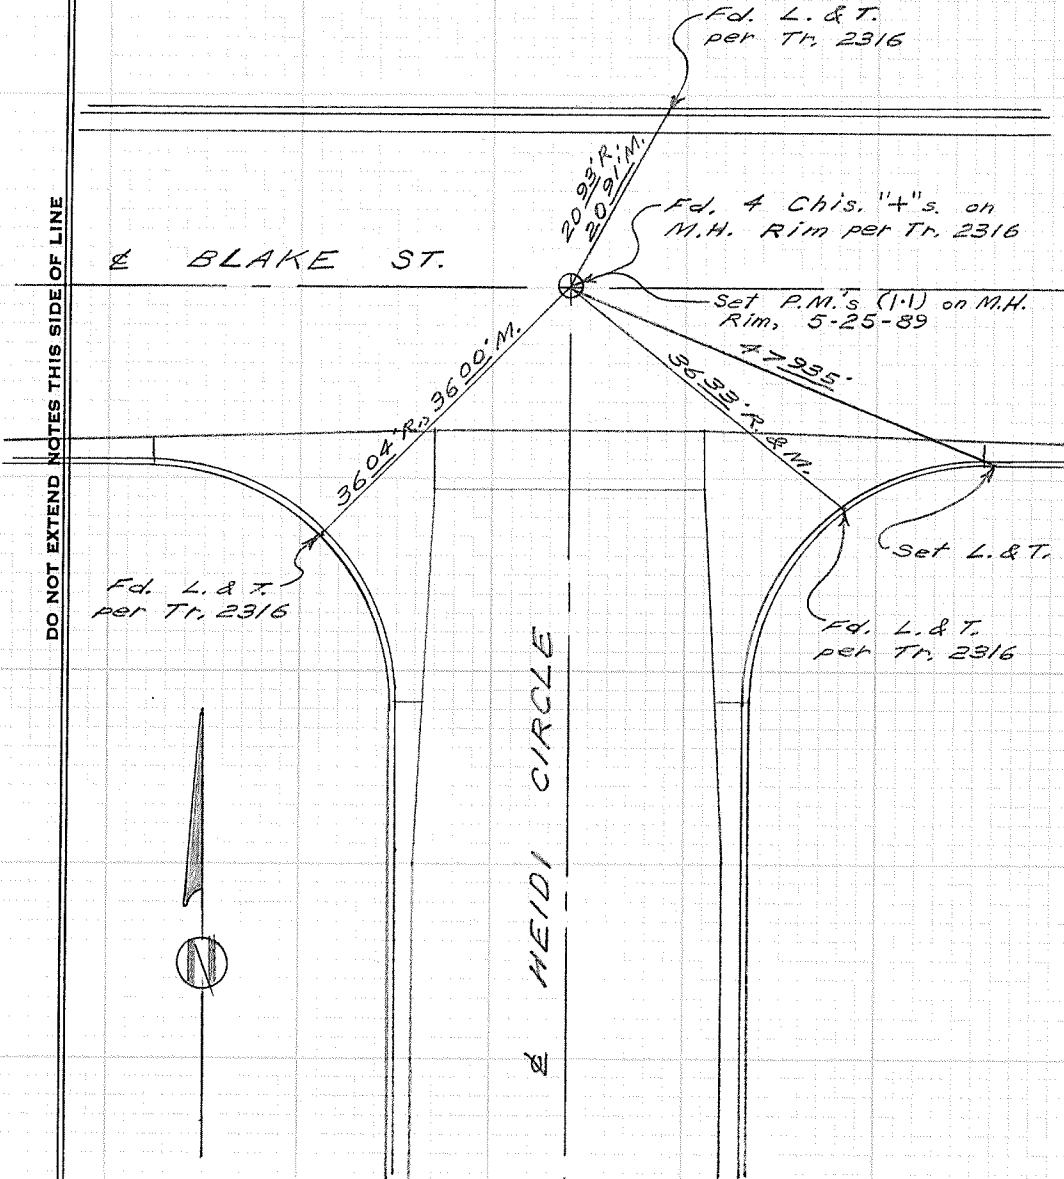 Fd. L. & T.
per Tr. 2316
20.93' R.
20.91' M.
Fd. 4 Chis. "+"s. on
M.H. Rim per Tr. 2316
℄ BLAKE ST.
Set P.M.'s (1·1) on M.H.
Rim, 5-25-89
47.935'
36.33' R. & M.
36.04' R., 36.00' M.
DO NOT EXTEND NOTES THIS SIDE OF LINE
Set L. & T.
Fd. L. & T.
per Tr. 2316
Fd. L. & T.
per Tr. 2316
℄ HEIDI CIRCLE
N